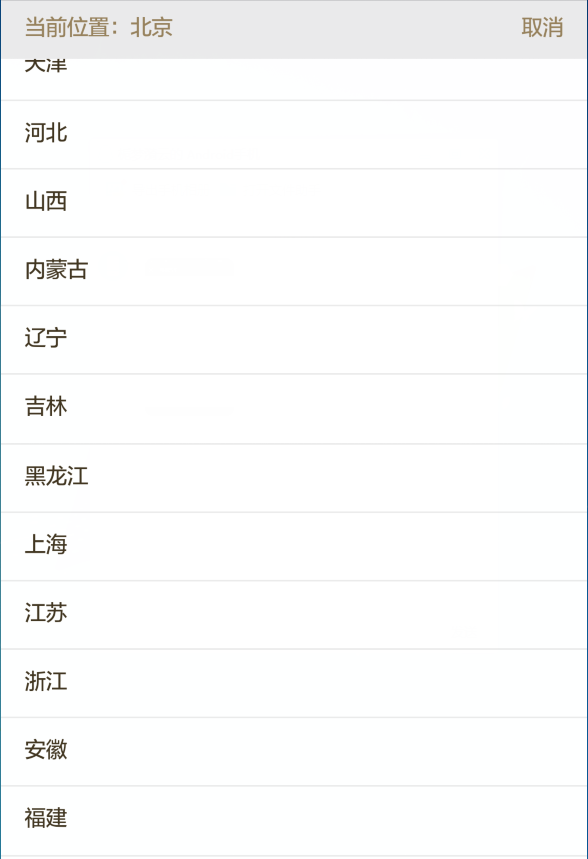 当前位置：北京 取消
天津
河北
山西
内蒙古
辽宁
吉林
黑龙江
上海
江苏
浙江
安徽
福建